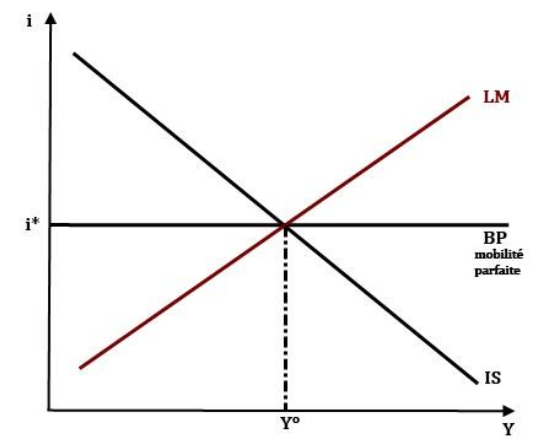 i
LM
i*
BP
mobilité
parfaite
IS
Y°
Y